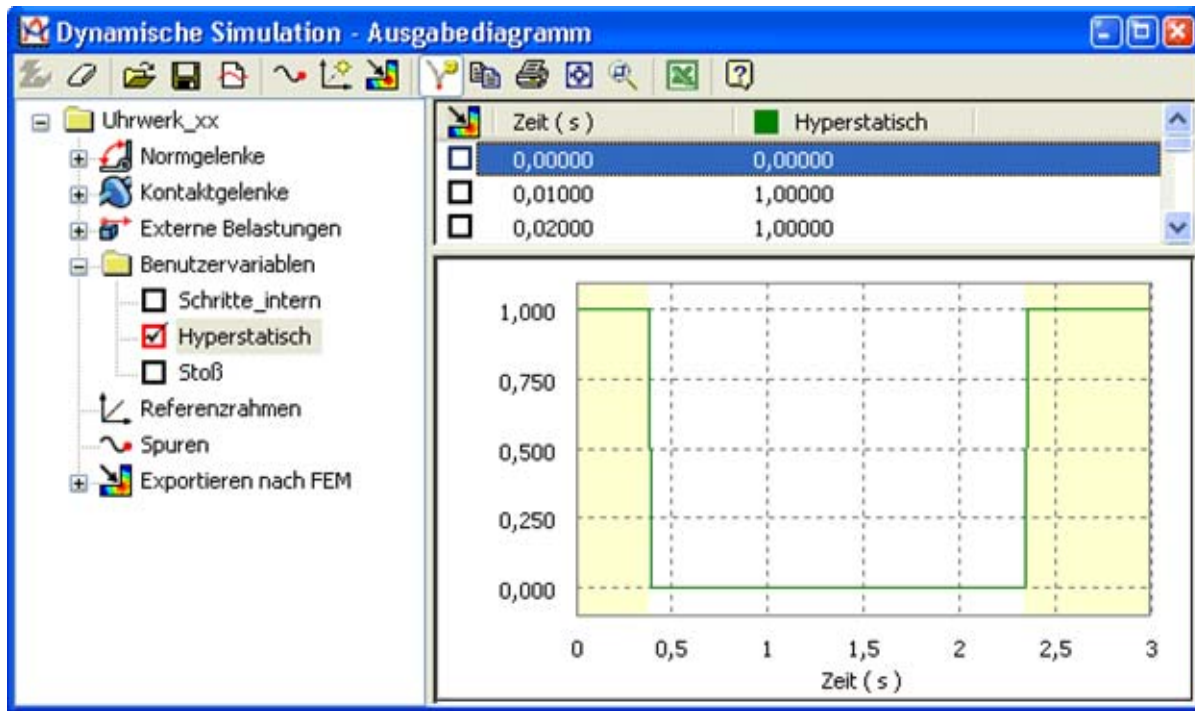 Dynamische Simulation - Ausgabediagramm
Uhrwerk_xx
Normgelenke
Kontaktgelenke
Externe Belastungen
Benutzervariablen
Schritte_intern
Hyperstatisch
Stoß
Referenzrahmen
Spuren
Exportieren nach FEM
Zeit ( s ) Hyperstatisch
0,00000 0,00000
0,01000 1,00000
0,02000 1,00000
1,000
0,750
0,500
0,250
0,000
0 0,5 1 1,5 2 2,5 3
Zeit ( s )